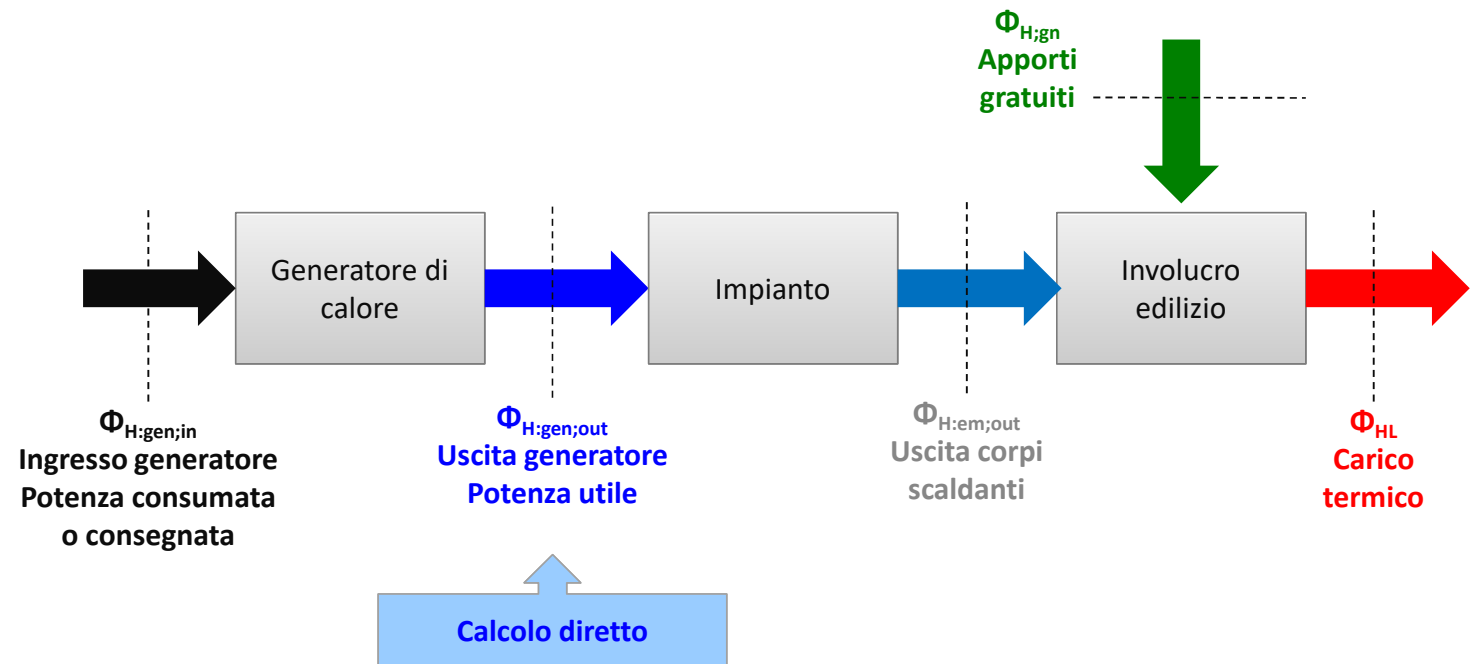 ΦH;gn
Apporti
gratuiti
Generatore di
calore
Impianto
Involucro
edilizio
ΦH:gen;in
Ingresso generatore
Potenza consumata
o consegnata
ΦH:gen;out
Uscita generatore
Potenza utile
ΦH:em;out
Uscita corpi
scaldanti
ΦHL
Carico
termico
Calcolo diretto